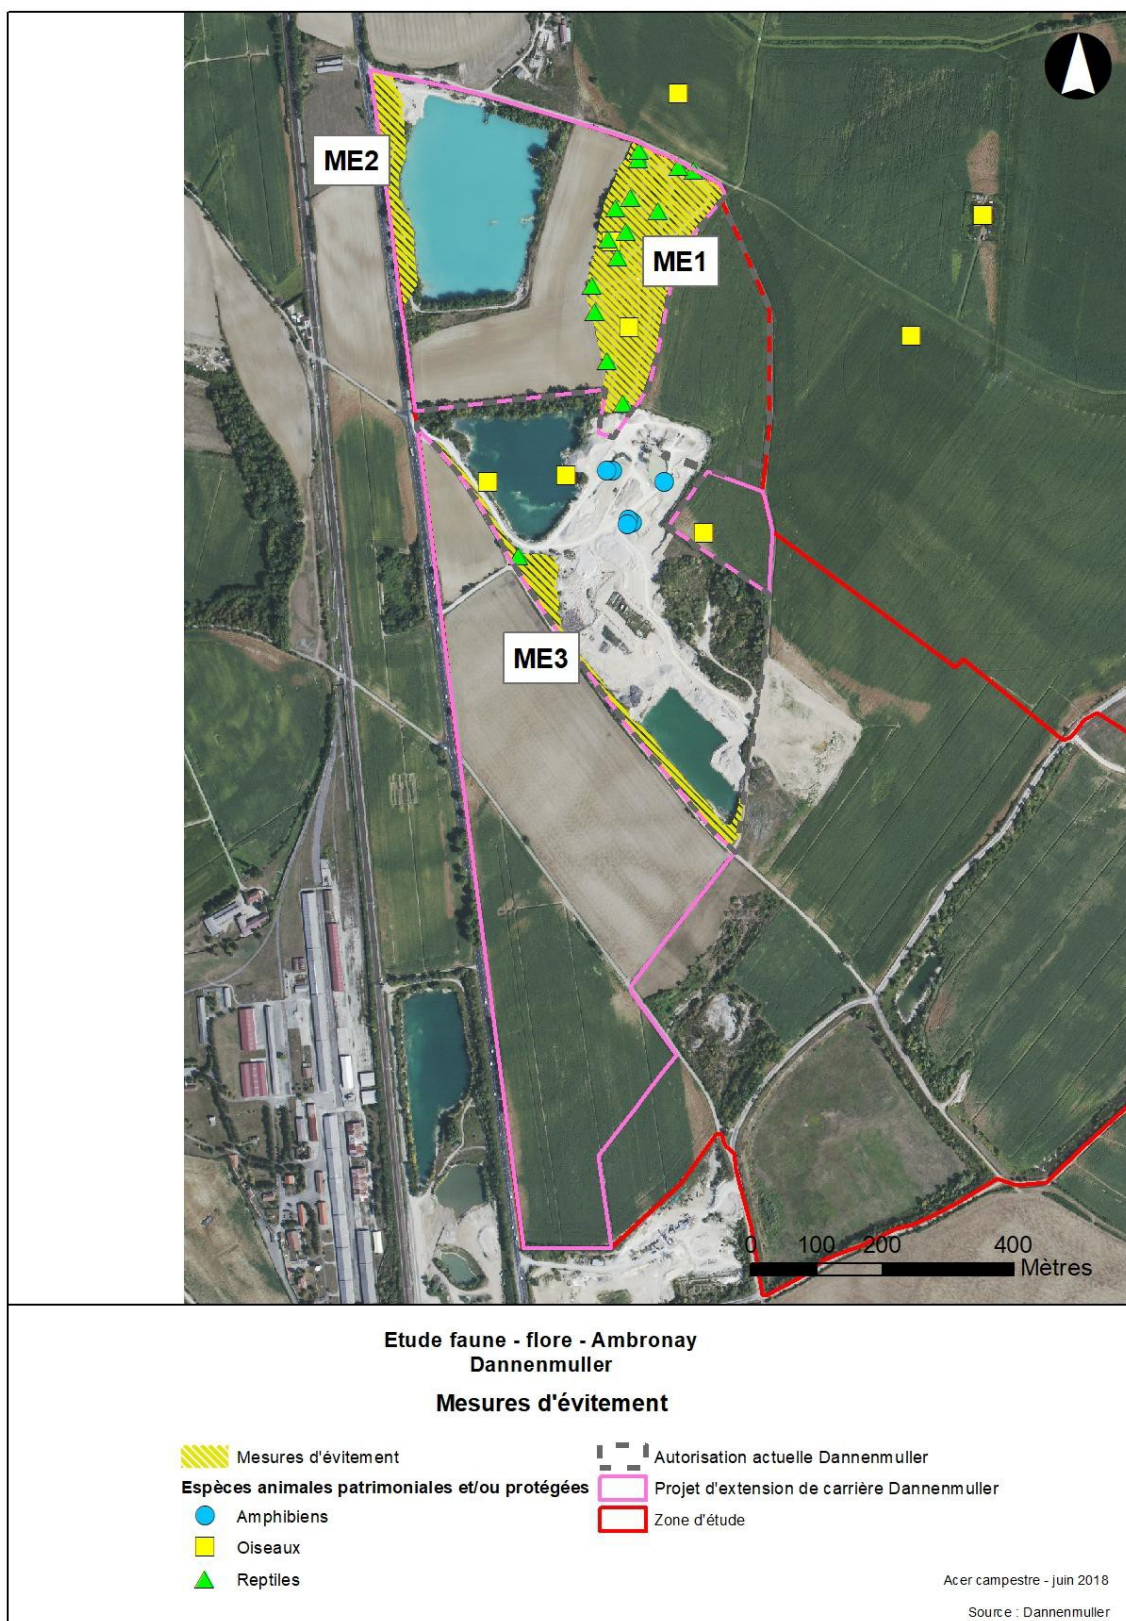 ME2
ME1
ME3
0 100 200 400
Mètres
Etude faune - flore - Ambronay
Dannenmuller
Mesures d'évitement
Mesures d'évitement
Espèces animales patrimoniales et/ou protégées
Amphibiens
Oiseaux
Reptiles
Autorisation actuelle Dannenmuller
Projet d'extension de carrière Dannenmuller
Zone d'étude
Acer campestre - juin 2018
Source : Dannenmuller